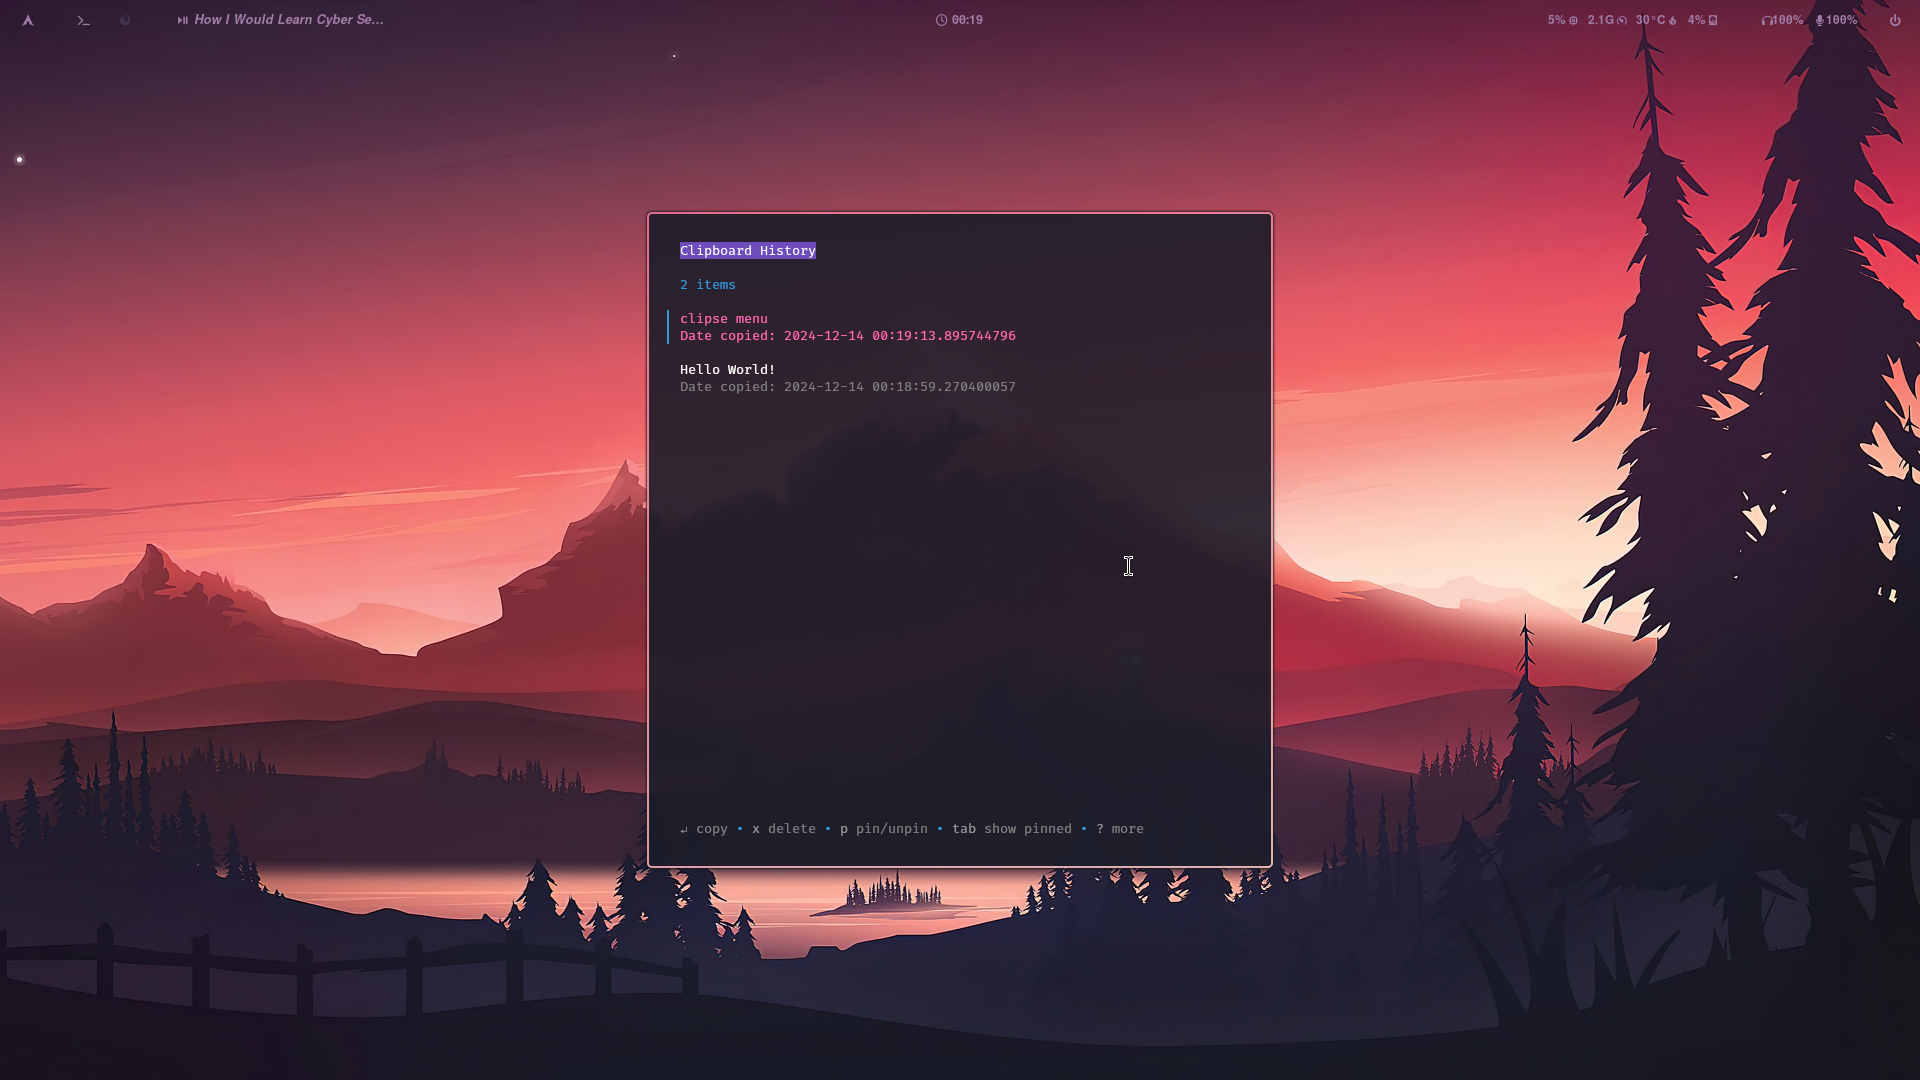 How I Would Learn Cyber Se...
00:19
5% 2.1G 30°C 4% 100% 100%
Clipboard History
2 items
clipse menu
Date copied: 2024-12-14 00:19:13.895744796
Hello World!
Date copied: 2024-12-14 00:18:59.270400057
↲ copy • x delete • p pin/unpin • tab show pinned • ? more